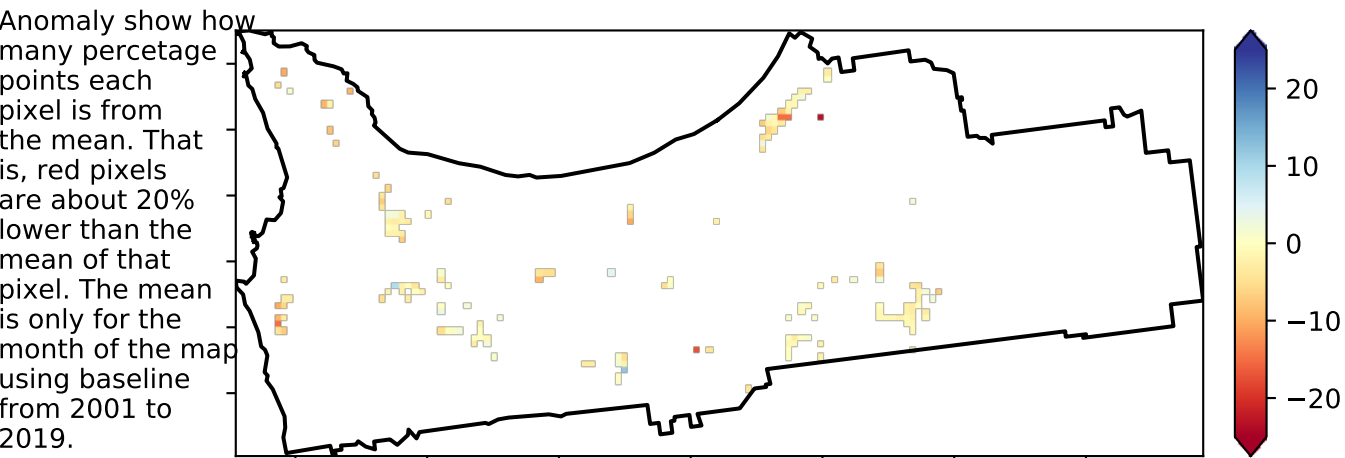 Anomaly show how
many percetage
points each
pixel is from
the mean. That
is, red pixels
are about 20%
lower than the
mean of that
pixel. The mean
is only for the
month of the map
using baseline
from 2001 to
2019.
20
10
0
−10
−20